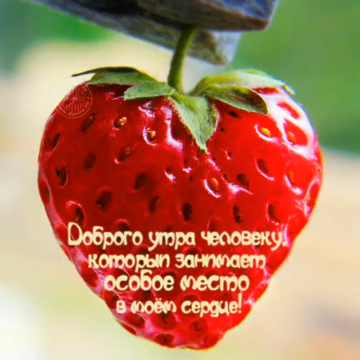 Доброго утра человеку,
который занимает
особое место
в моём сердце!